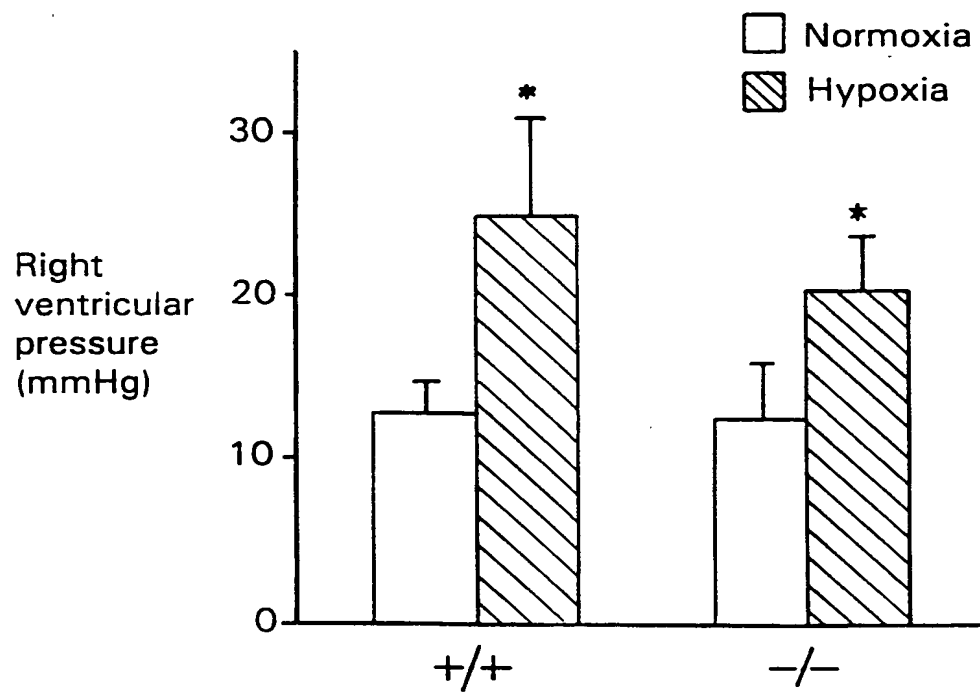 Normoxia
Hypoxia
*
*
30
20
10
0
Right
ventricular
pressure
(mmHg)
+/+
−/−